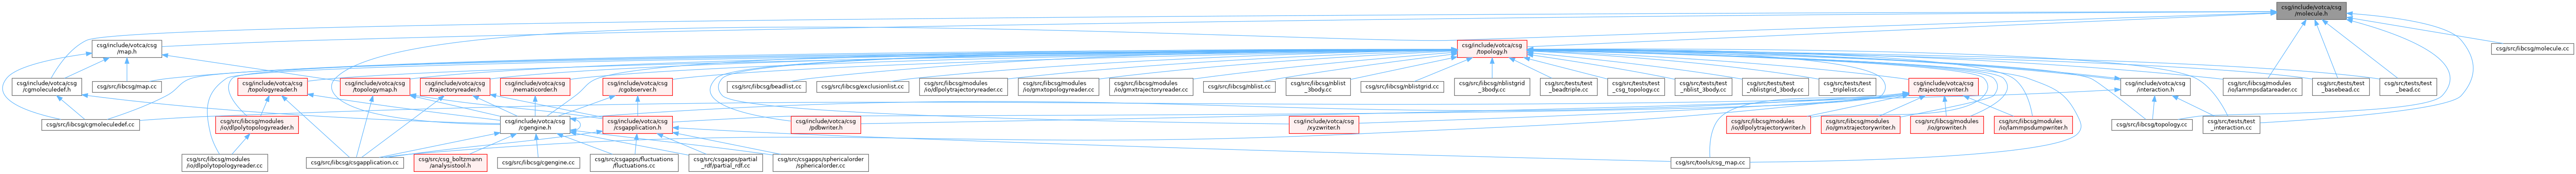 csg/include/votca/csg
/molecule.h
csg/include/votca/csg
/map.h
csg/include/votca/csg
/topology.h
csg/src/libcsg/molecule.cc
csg/include/votca/csg
/cgmoleculedef.h
csg/src/libcsg/map.cc
csg/include/votca/csg
/topologyreader.h
csg/include/votca/csg
/topologymap.h
csg/include/votca/csg
/trajectoryreader.h
csg/include/votca/csg
/nematicorder.h
csg/include/votca/csg
/cgobserver.h
csg/src/libcsg/beadlist.cc
csg/src/libcsg/exclusionlist.cc
csg/src/libcsg/modules
/io/dlpolytrajectoryreader.cc
csg/src/libcsg/modules
/io/gmxtopologyreader.cc
csg/src/libcsg/modules
/io/gmxtrajectoryreader.cc
csg/src/libcsg/nblist.cc
csg/src/libcsg/nblist
_3body.cc
csg/src/libcsg/nblistgrid.cc
csg/src/libcsg/nblistgrid
_3body.cc
csg/src/tests/test
_beadtriple.cc
csg/src/tests/test
_csg_topology.cc
csg/src/tests/test
_nblist_3body.cc
csg/src/tests/test
_nblistgrid_3body.cc
csg/src/tests/test
_triplelist.cc
csg/include/votca/csg
/trajectorywriter.h
csg/include/votca/csg
/interaction.h
csg/src/libcsg/modules
/io/lammpsdatareader.cc
csg/src/tests/test
_basebead.cc
csg/src/tests/test
_bead.cc
csg/src/libcsg/cgmoleculedef.cc
csg/src/libcsg/modules
/io/dlpolytopologyreader.h
csg/include/votca/csg
/cgengine.h
csg/include/votca/csg
/csgapplication.h
csg/include/votca/csg
/pdbwriter.h
csg/include/votca/csg
/xyzwriter.h
csg/src/libcsg/modules
/io/dlpolytrajectorywriter.h
csg/src/libcsg/modules
/io/gmxtrajectorywriter.h
csg/src/libcsg/modules
/io/growriter.h
csg/src/libcsg/modules
/io/lammpsdumpwriter.h
csg/src/libcsg/topology.cc
csg/src/tests/test
_interaction.cc
csg/src/libcsg/modules
/io/dlpolytopologyreader.cc
csg/src/libcsg/csgapplication.cc
csg/src/csg_boltzmann
/analysistool.h
csg/src/libcsg/cgengine.cc
csg/src/csgapps/fluctuations
/fluctuations.cc
csg/src/csgapps/partial
_rdf/partial_rdf.cc
csg/src/csgapps/sphericalorder
/sphericalorder.cc
csg/src/tools/csg_map.cc